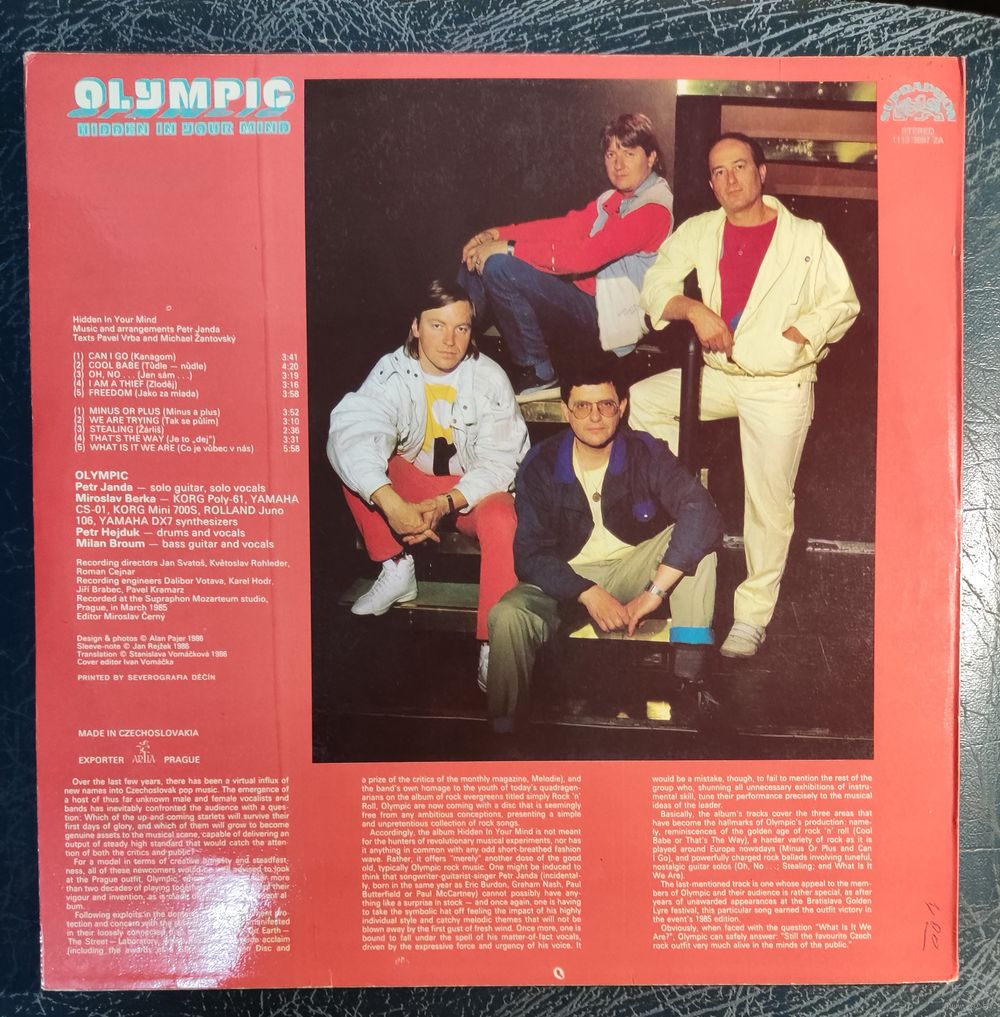 OLYMPIC
HIDDEN IN YOUR MIND
SUPRAPHON
STEREO
Hidden In Your Mind
Music and arrangements Petr Janda
Texts Pavel Vrba and Michael Žantovský
(1) CAN I GO (Kanagom) 3:41
(2) COOL BABE (Tůdle — nůdle) 4:20
(3) OH, NO . . . (Jen sám . . .) 3:19
(4) I AM A THIEF (Zloděj) 3:16
(5) FREEDOM (Jako za mlada) 3:58
(1) MINUS OR PLUS (Minus a plus) 3:52
(2) WE ARE TRYING (Tak se půlím) 3:10
(3) STEALING (Žáríš) 2:36
(4) THAT'S THE WAY (Je to „dej") 3:31
(5) WHAT IS IT WE ARE (Co je vůbec v nás) 5:58
OLYMPIC
Petr Janda — solo guitar, solo vocals
Miroslav Berka — KORG Poly-61, YAMAHA
CS-01, KORG Mini 700S, ROLLAND Juno
106, YAMAHA DX7 synthesizers
Petr Hejduk — drums and vocals
Milan Broum — bass guitar and vocals
Recording directors Jan Svatoš, Květoslav Rohleder,
Roman Cejnar
Recording engineers Dalibor Votava, Karel Hodr,
Jiří Brabec, Pavel Kramarz
Recorded at the Supraphon Mozarteum studio,
Prague, in March 1985
Editor Miroslav Černý
Design & photos © Alan Pajer 1986
Sleeve-note © Jan Rejžek 1986
Translation © Stanislava Vomáčková 1986
Cover editor Ivan Vomáčka
PRINTED BY SEVEROGRAFIA DĚČÍN
MADE IN CZECHOSLOVAKIA
EXPORTER ARTIA PRAGUE
Over the last few years, there has been a virtual influx of
new names into Czechoslovak pop music. The emergence of
a host of thus far unknown male and female vocalists and
bands has inevitably confronted the audience with a ques-
tion: Which of the up-and-coming starlets will survive their
first days of glory, and which of them will grow to become
genuine assets to the musical scene, capable of delivering an
output of steady high standard that would catch the atten-
tion of both the critics and public?
For a model in terms of creative honesty and steadfast-
ness, all of these newcomers would be well advised to look
at the Prague outfit, Olympic, more
than two decades of playing together their
vigour and invention, as is al-
bum.
Following exploits in the pro-
tection and concern with the manifested
in their loosely connected Earth —
The Street — Laboratory, acclaim
(including the Disc and
a prize of the critics of the monthly magazine, Melodie), and
the band's own homage to the youth of today's quadragen-
arians on the album of rock evergreens titled simply Rock 'n'
Roll, Olympic are now coming with a disc that is seemingly
free from any ambitious conceptions, presenting a simple
and unpretentious collection of rock songs.
Accordingly, the album Hidden In Your Mind is not meant
for the hunters of revolutionary musical experiments, nor has
it anything in common with any odd short-breathed fashion
wave. Rather, it offers "merely" another dose of the good
old, typically Olympic rock music. One might be induced to
think that songwriter-guitarist-singer Petr Janda (incidental-
ly, born in the same year as Eric Burdon, Graham Nash, Paul
Butterfield or Paul McCartney) cannot possibly have any-
thing like a surprise in stock — and once again, one is having
to take the symbolic hat off feeling the impact of his highly
individual style and catchy melodic themes that will not be
blown away by the first gust of fresh wind. Once more, one is
bound to fall under the spell of his matter-of-fact vocals,
driven by the expressive force and urgency of his voice. It
would be a mistake, though, to fail to mention the rest of the
group who, shunning all unnecessary exhibitions of instru-
mental skill, tune their performance precisely to the musical
ideas of the leader.
Basically, the album's tracks cover the three areas that
have become the hallmarks of Olympic's production: name-
ly, reminiscences of the golden age of rock 'n' roll (Cool
Babe or That's The Way), a harder variety of rock as it is
played around Europe nowadays (Minus Or Plus and Can
I Go), and powerfully charged rock ballads involving tuneful,
nostalgic guitar solos (Oh, No . . .; Stealing; and What Is It
We Are).
The last-mentioned track is one whose appeal to the mem-
bers of Olympic and their audience is rather special, as after
years of unawarded appearances at the Bratislava Golden
Lyre festival, this particular song earned the outfit victory in
the event's 1985 edition.
Obviously, when faced with the question "What Is It We
Are?", Olympic can safely answer: "Still the favourite Czech
rock outfit very much alive in the minds of the public."